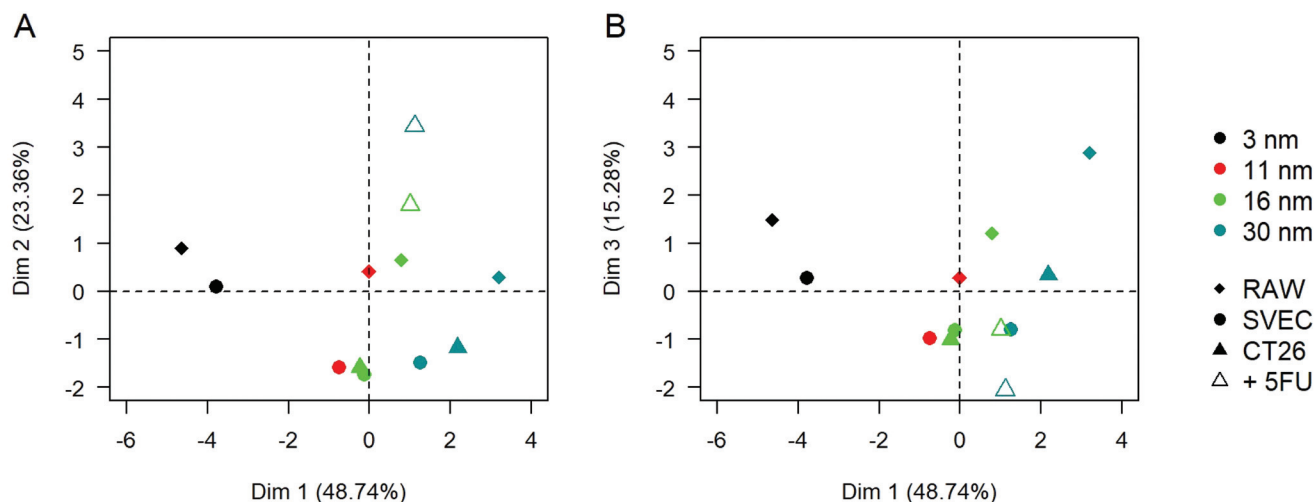 A
5
4
3
2
1
0
-1
-2
Dim 2 (23.36%)
-6
-4
-2
0
2
4
Dim 1 (48.74%)
B
5
4
3
2
1
0
-1
-2
Dim 3 (15.28%)
-6
-4
-2
0
2
4
Dim 1 (48.74%)
3 nm
11 nm
16 nm
30 nm
RAW
SVEC
CT26
+ 5FU